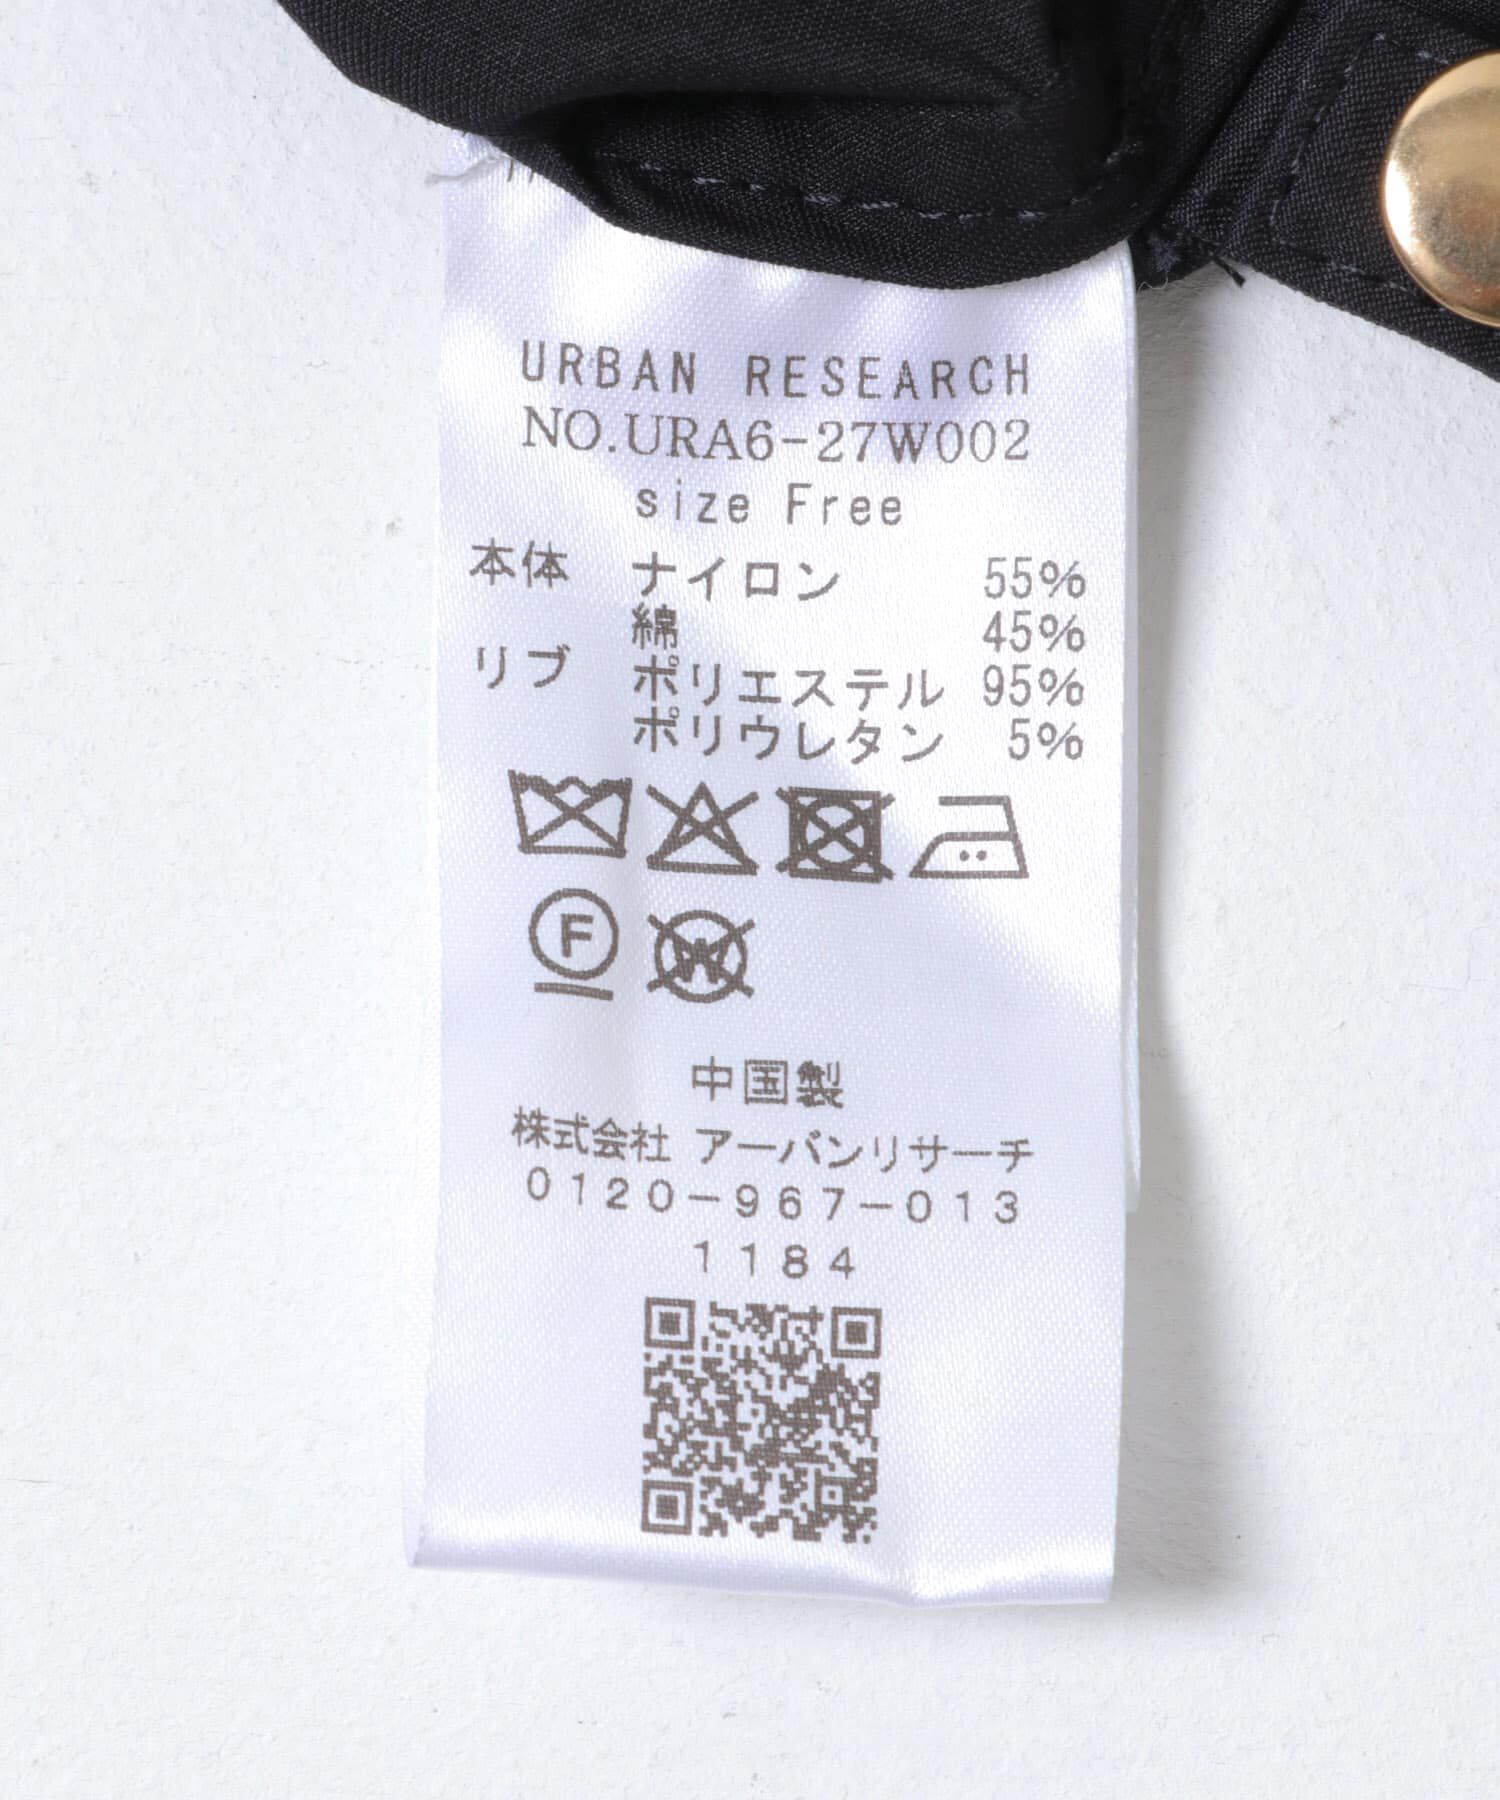 URBAN RESEARCH
NO.URA6-27W002
size Free
本体 ナイロン 55%
綿 45%
リブ ポリエステル 95%
ポリウレタン 5%
F
W
中国製
株式会社 アーバンリサーチ
0120-967-013
1184